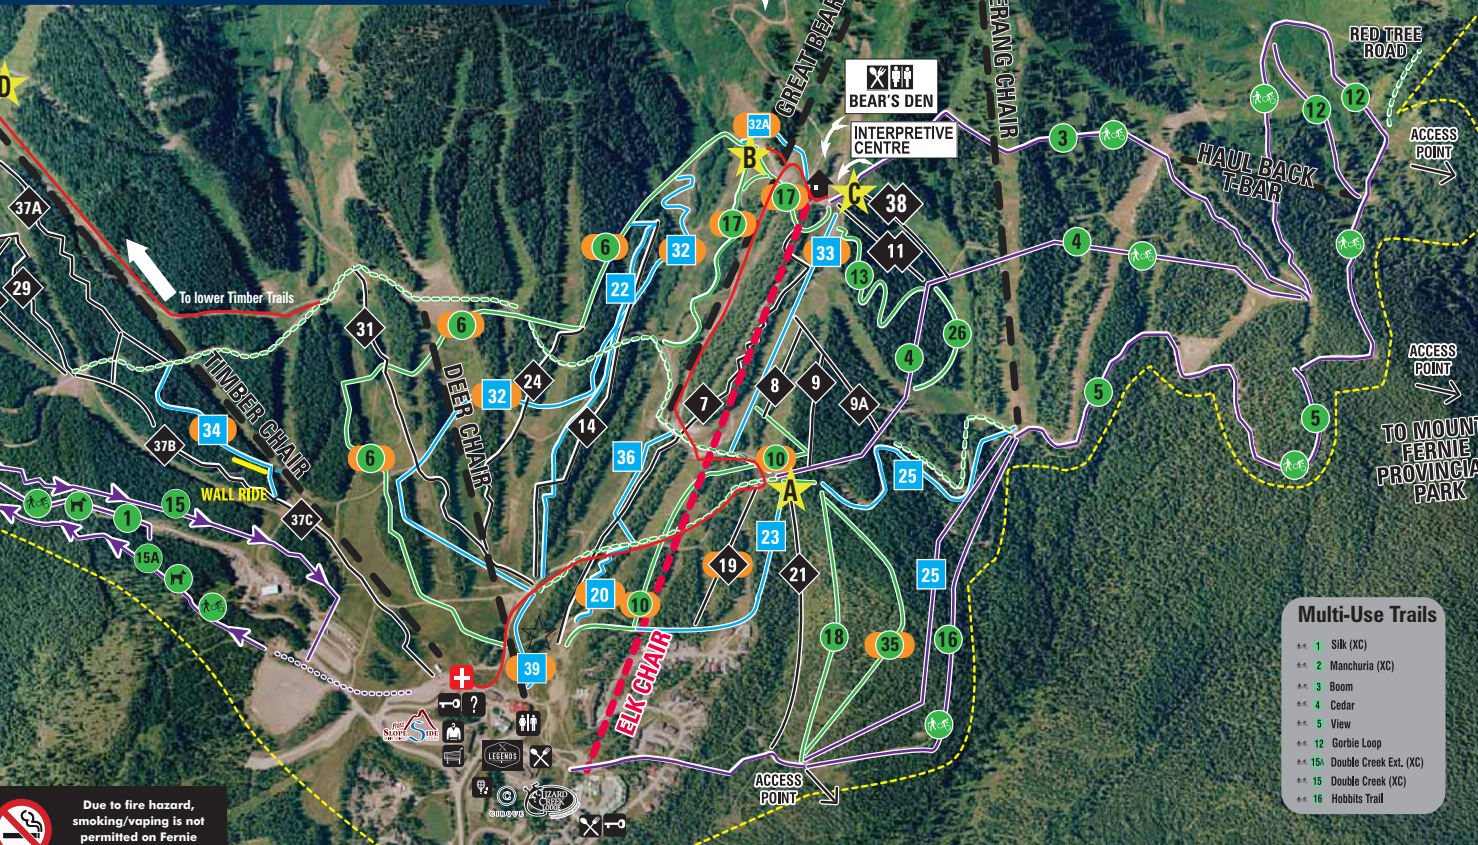 GREAT BEAR
ERANG CHAIR
RED TREE
ROAD
BEAR'S DEN
INTERPRETIVE
CENTRE
HAUL BACK
T-BAR
ACCESS
POINT
ACCESS
POINT
TO MOUNT
FERNIE
PROVINCIA
PARK
D
B
C
A
32A
3
12
12
37A
17
17
38
11
6
32
33
13
4
4
22
29
To lower Timber Trails
31
6
26
TIMBER CHAIR
DEER CHAIR
24
32
7
8
9
9A
14
5
5
34
37B
36
10
25
6
WALL RIDE
15
1
37C
15A
23
19
21
25
20
10
18
35
16
39
ELK CHAIR
?
SLOPE SIDE
LEGENDS
CIRQUE
LIZARD
CREEK
LODGE
ACCESS
POINT
Multi-Use Trails
1 Silk (XC)
2 Manchuria (XC)
3 Boom
4 Cedar
5 View
12 Gorbie Loop
15A Double Creek Ext. (XC)
15 Double Creek (XC)
16 Hobbits Trail
Due to fire hazard,
smoking/vaping is not
permitted on Fernie